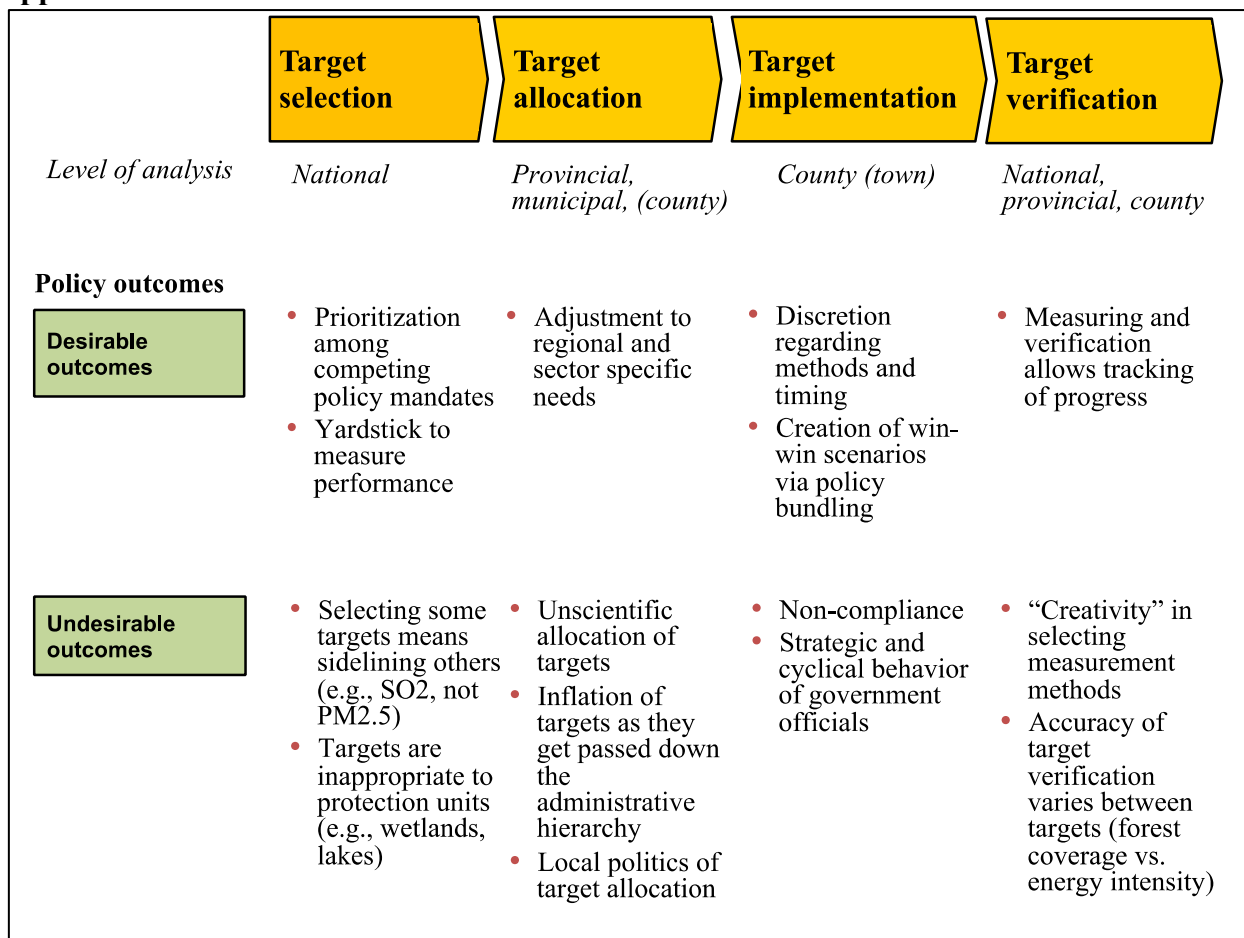 Target
selection
Target
allocation
Target
implementation
Target
verification
Level of analysis
National
Provincial,
municipal, (county)
County (town)
National,
provincial, county
Policy outcomes
Desirable
outcomes
• Prioritization
among
competing
policy mandates
• Yardstick to
measure
performance
• Adjustment to
regional and
sector specific
needs
• Discretion
regarding
methods and
timing
• Creation of win-
win scenarios
via policy
bundling
• Measuring and
verification
allows tracking
of progress
Undesirable
outcomes
• Selecting some
targets means
sidelining others
(e.g., SO2, not
PM2.5)
• Targets are
inappropriate to
protection units
(e.g., wetlands,
lakes)
• Unscientific
allocation of
targets
• Inflation of
targets as they
get passed down
the
administrative
hierarchy
• Local politics of
target allocation
• Non-compliance
• Strategic and
cyclical behavior
of government
officials
• “Creativity” in
selecting
measurement
methods
• Accuracy of
target
verification
varies between
targets (forest
coverage vs.
energy intensity)